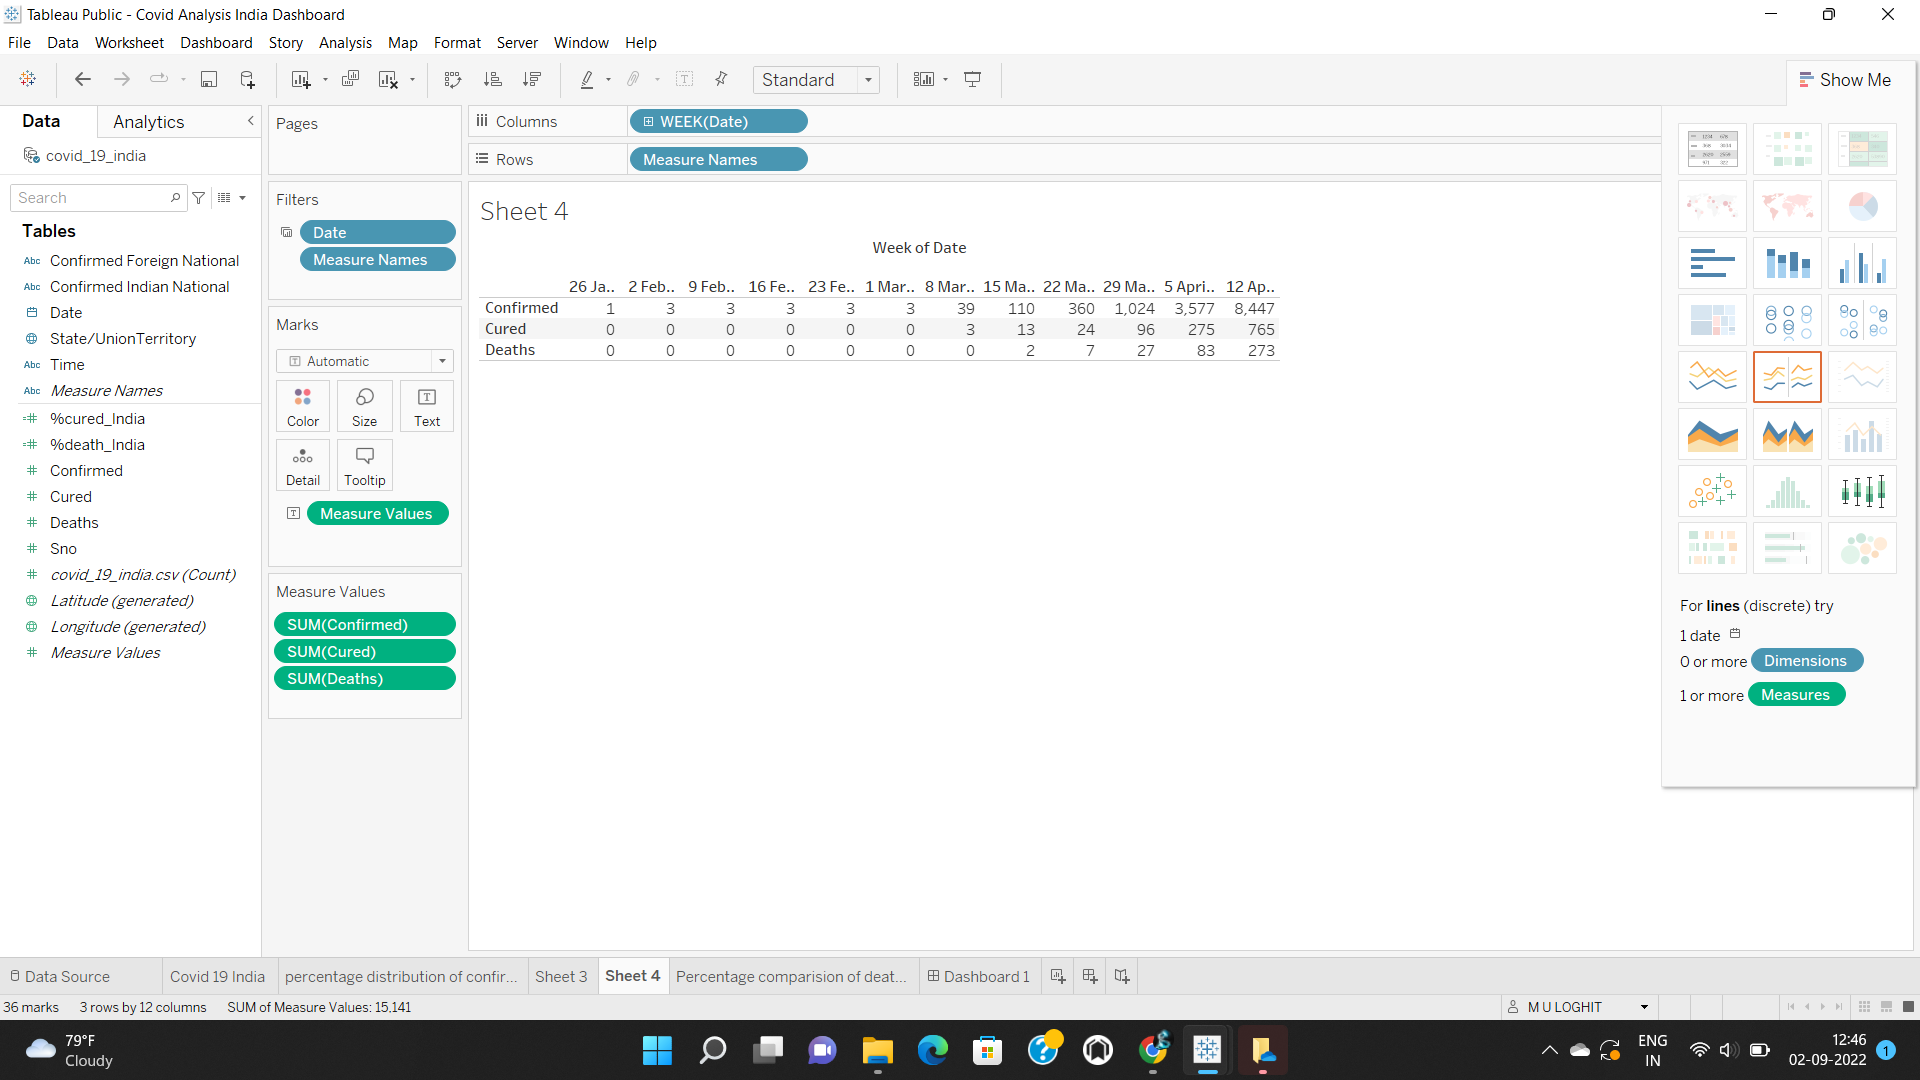 Tableau Public - Covid Analysis India Dashboard
File Data Worksheet Dashboard Story Analysis Map Format Server Window Help
Standard
Show Me
Data Analytics
covid_19_india
Search
Tables
Abc Confirmed Foreign National
Abc Confirmed Indian National
Date
State/UnionTerritory
Abc Time
Abc Measure Names
%cured_India
%death_India
Confirmed
Cured
Deaths
Sno
covid_19_india.csv (Count)
Latitude (generated)
Longitude (generated)
Measure Values
Pages
Filters
Date
Measure Names
Marks
Automatic
Color Size Text
Detail Tooltip
Measure Values
Measure Values
SUM(Confirmed)
SUM(Cured)
SUM(Deaths)
Columns WEEK(Date)
Rows Measure Names
Sheet 4
Week of Date
26 Ja.. 2 Feb.. 9 Feb.. 16 Fe.. 23 Fe.. 1 Mar.. 8 Mar.. 15 Ma.. 22 Ma.. 29 Ma.. 5 Apri.. 12 Ap..
Confirmed 1 3 3 3 3 3 39 110 360 1,024 3,577 8,447
Cured 0 0 0 0 0 0 3 13 24 96 275 765
Deaths 0 0 0 0 0 0 0 2 7 27 83 273
For lines (discrete) try
1 date
0 or more Dimensions
1 or more Measures
Data Source Covid 19 India percentage distribution of confir... Sheet 3 Sheet 4 Percentage comparision of deat... Dashboard 1
36 marks 3 rows by 12 columns SUM of Measure Values: 15,141 M U LOGHIT
79°F
Cloudy
ENG
IN
12:46
02-09-2022
1